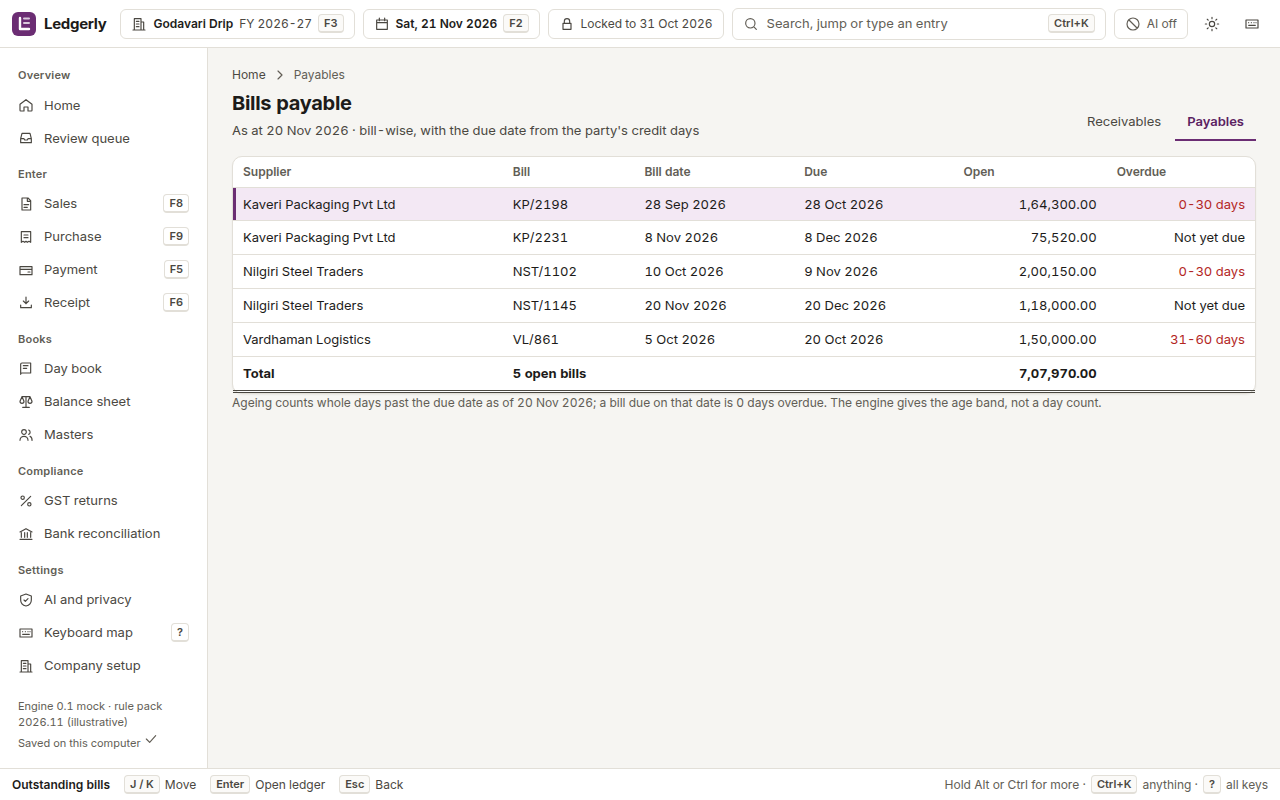 Ledgerly
Godavari Drip FY 2026-27 F3
Sat, 21 Nov 2026 F2
Locked to 31 Oct 2026
Search, jump or type an entry Ctrl+K
AI off
Overview
Home
Review queue
Enter
Sales F8
Purchase F9
Payment F5
Receipt F6
Books
Day book
Balance sheet
Masters
Compliance
GST returns
Bank reconciliation
Settings
AI and privacy
Keyboard map ?
Company setup
Engine 0.1 mock · rule pack
2026.11 (illustrative)
Saved on this computer
Home > Payables
Bills payable
As at 20 Nov 2026 · bill-wise, with the due date from the party's credit days
Receivables Payables
Supplier Bill Bill date Due Open Overdue
Kaveri Packaging Pvt Ltd KP/2198 28 Sep 2026 28 Oct 2026 1,64,300.00 0-30 days
Kaveri Packaging Pvt Ltd KP/2231 8 Nov 2026 8 Dec 2026 75,520.00 Not yet due
Nilgiri Steel Traders NST/1102 10 Oct 2026 9 Nov 2026 2,00,150.00 0-30 days
Nilgiri Steel Traders NST/1145 20 Nov 2026 20 Dec 2026 1,18,000.00 Not yet due
Vardhaman Logistics VL/861 5 Oct 2026 20 Oct 2026 1,50,000.00 31-60 days
Total 5 open bills 7,07,970.00
Ageing counts whole days past the due date as of 20 Nov 2026; a bill due on that date is 0 days overdue. The engine gives the age band, not a day count.
Outstanding bills J / K Move Enter Open ledger Esc Back
Hold Alt or Ctrl for more · Ctrl+K anything · ? all keys